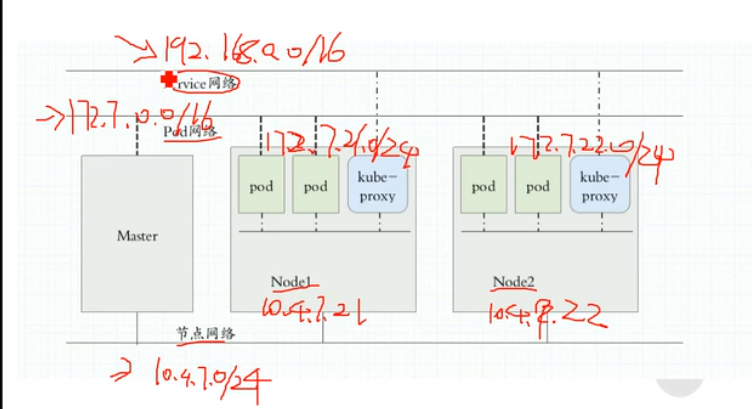 192.168.0.0/16
rvice网络
172.7.0.0/16
Pod网络
172.7.21.0/24
172.7.22.0/24
pod
pod
kube-
proxy
pod
pod
kube-
proxy
Master
Node1
Node2
10.4.7.21
10.4.7.22
节点网络
10.4.7.0/24